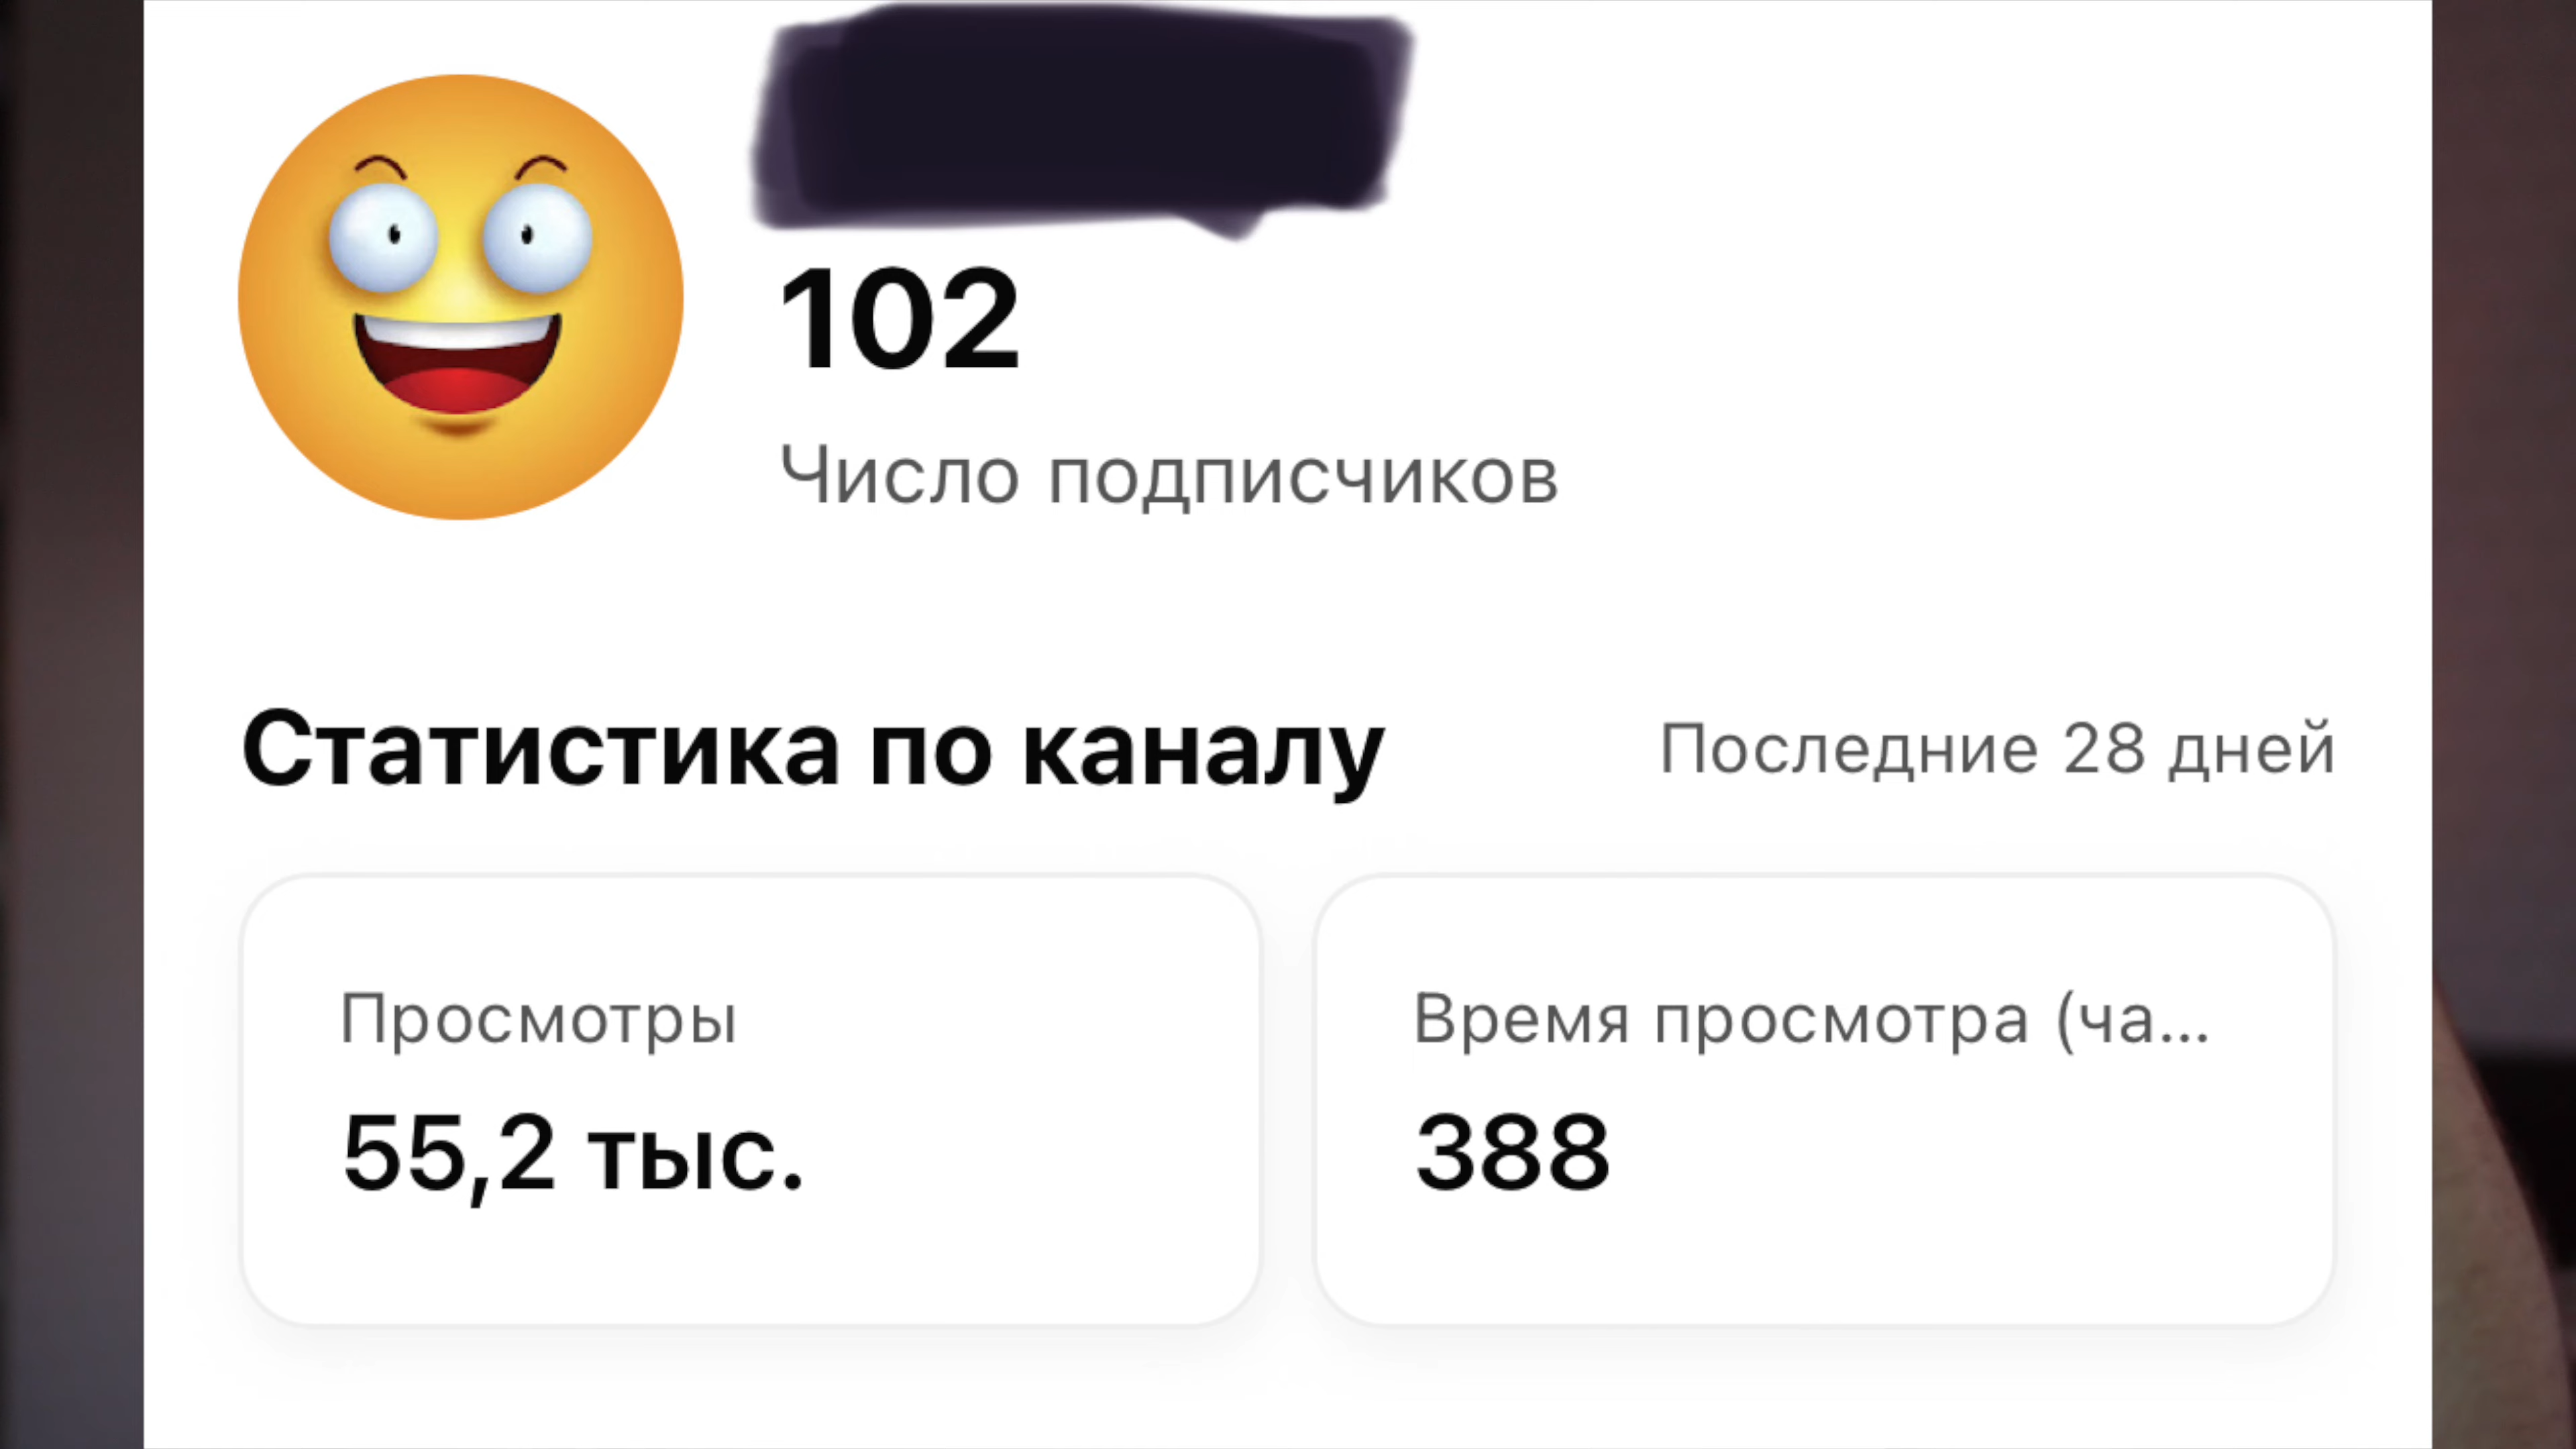 102
Число подписчиков
Статистика по каналу
Последние 28 дней
Просмотры
Время просмотра (ча...
55,2 тыс.
388